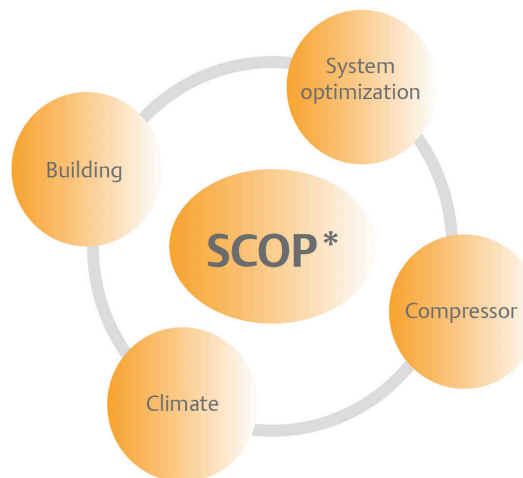 System
optimization
Building
SCOP*
Compressor
Climate